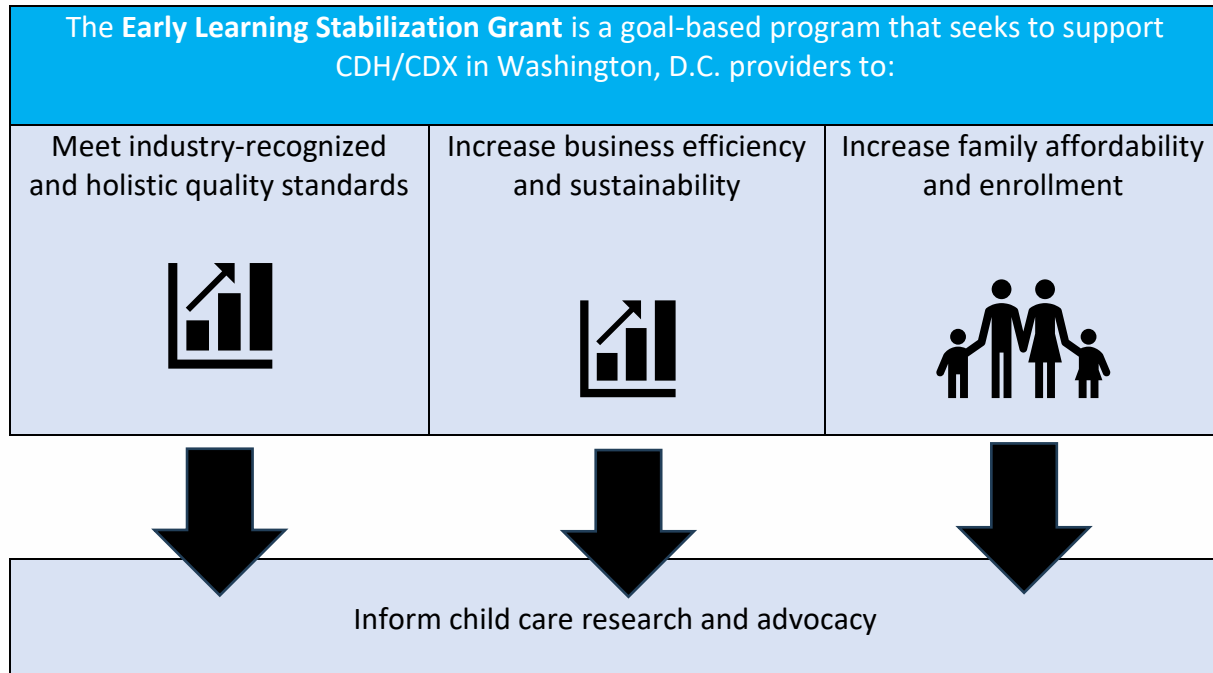 The Early Learning Stabilization Grant is a goal-based program that seeks to support
CDH/CDX in Washington, D.C. providers to:
Meet industry-recognized
and holistic quality standards
Increase business efficiency
and sustainability
Increase family affordability
and enrollment
Inform child care research and advocacy